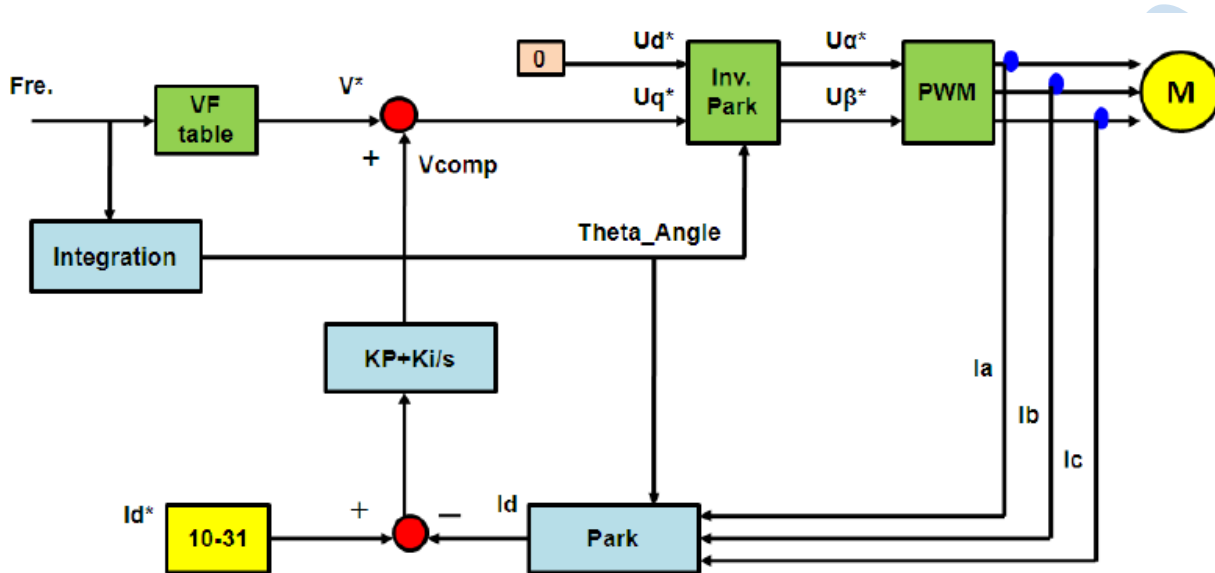 Fre.
VF
table
V*
+
Vcomp
0
Ud*
Uq*
Inv.
Park
Uα*
Uβ*
PWM
M
Integration
Theta_Angle
KP+Ki/s
Ia
Ib
Ic
Id*
10-31
+
−
Id
Park